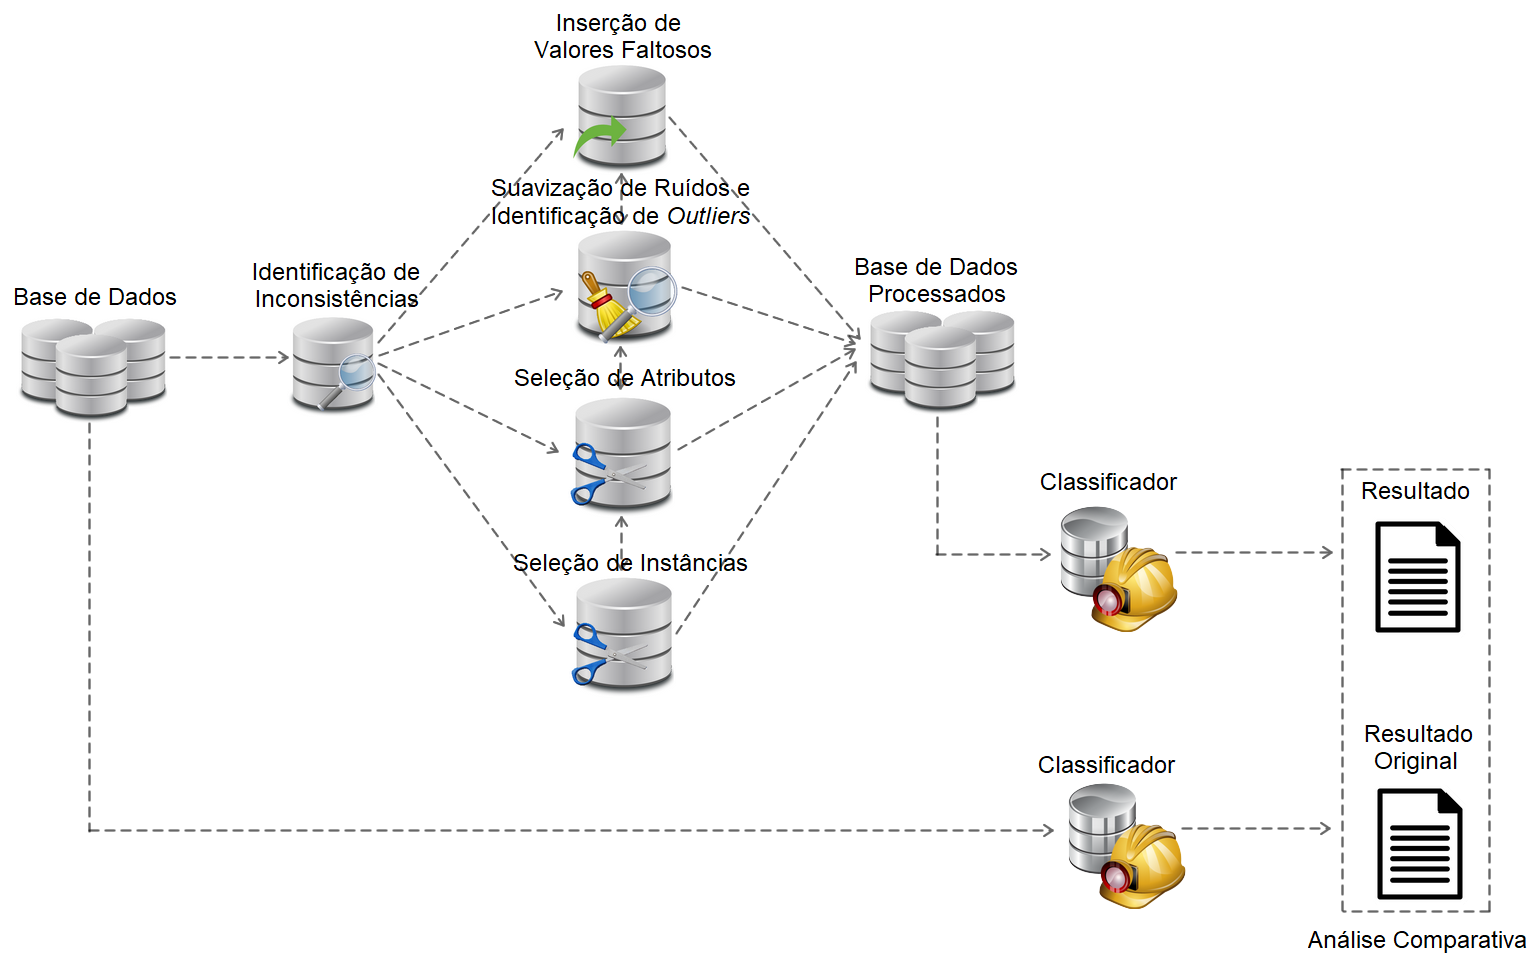 Inserção de
Valores Faltosos
Suavização de Ruídos e
Identificação de Outliers
Identificação de
Inconsistências
Base de Dados
Base de Dados
Processados
Seleção de Atributos
Seleção de Instâncias
Classificador
Resultado
Classificador
Resultado
Original
Análise Comparativa